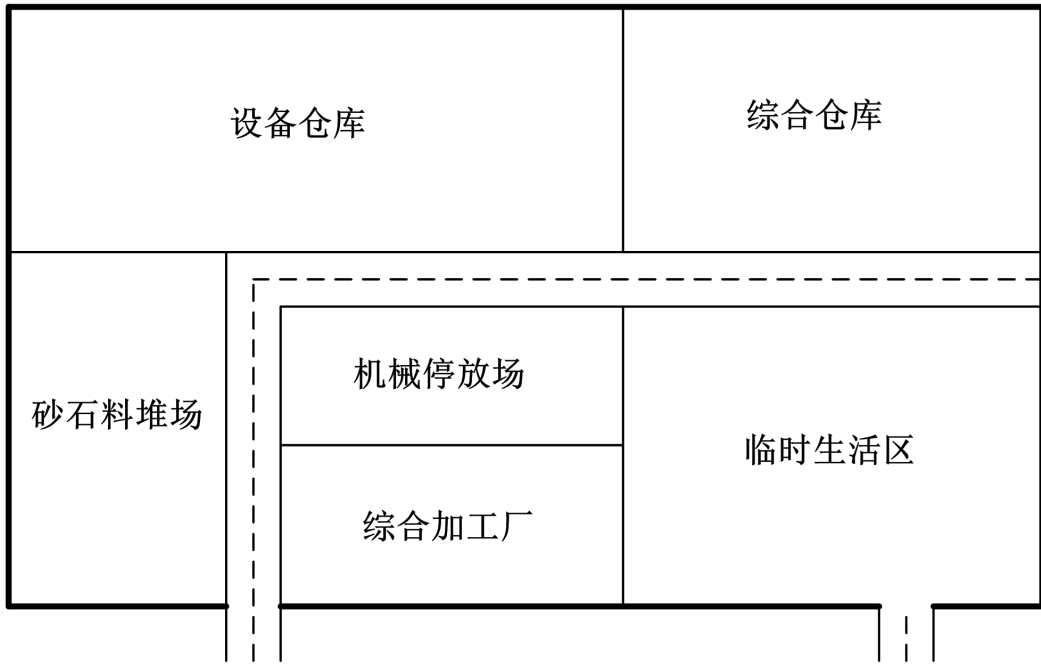 设备仓库
综合仓库
机械停放场
砂石料堆场
临时生活区
综合加工厂